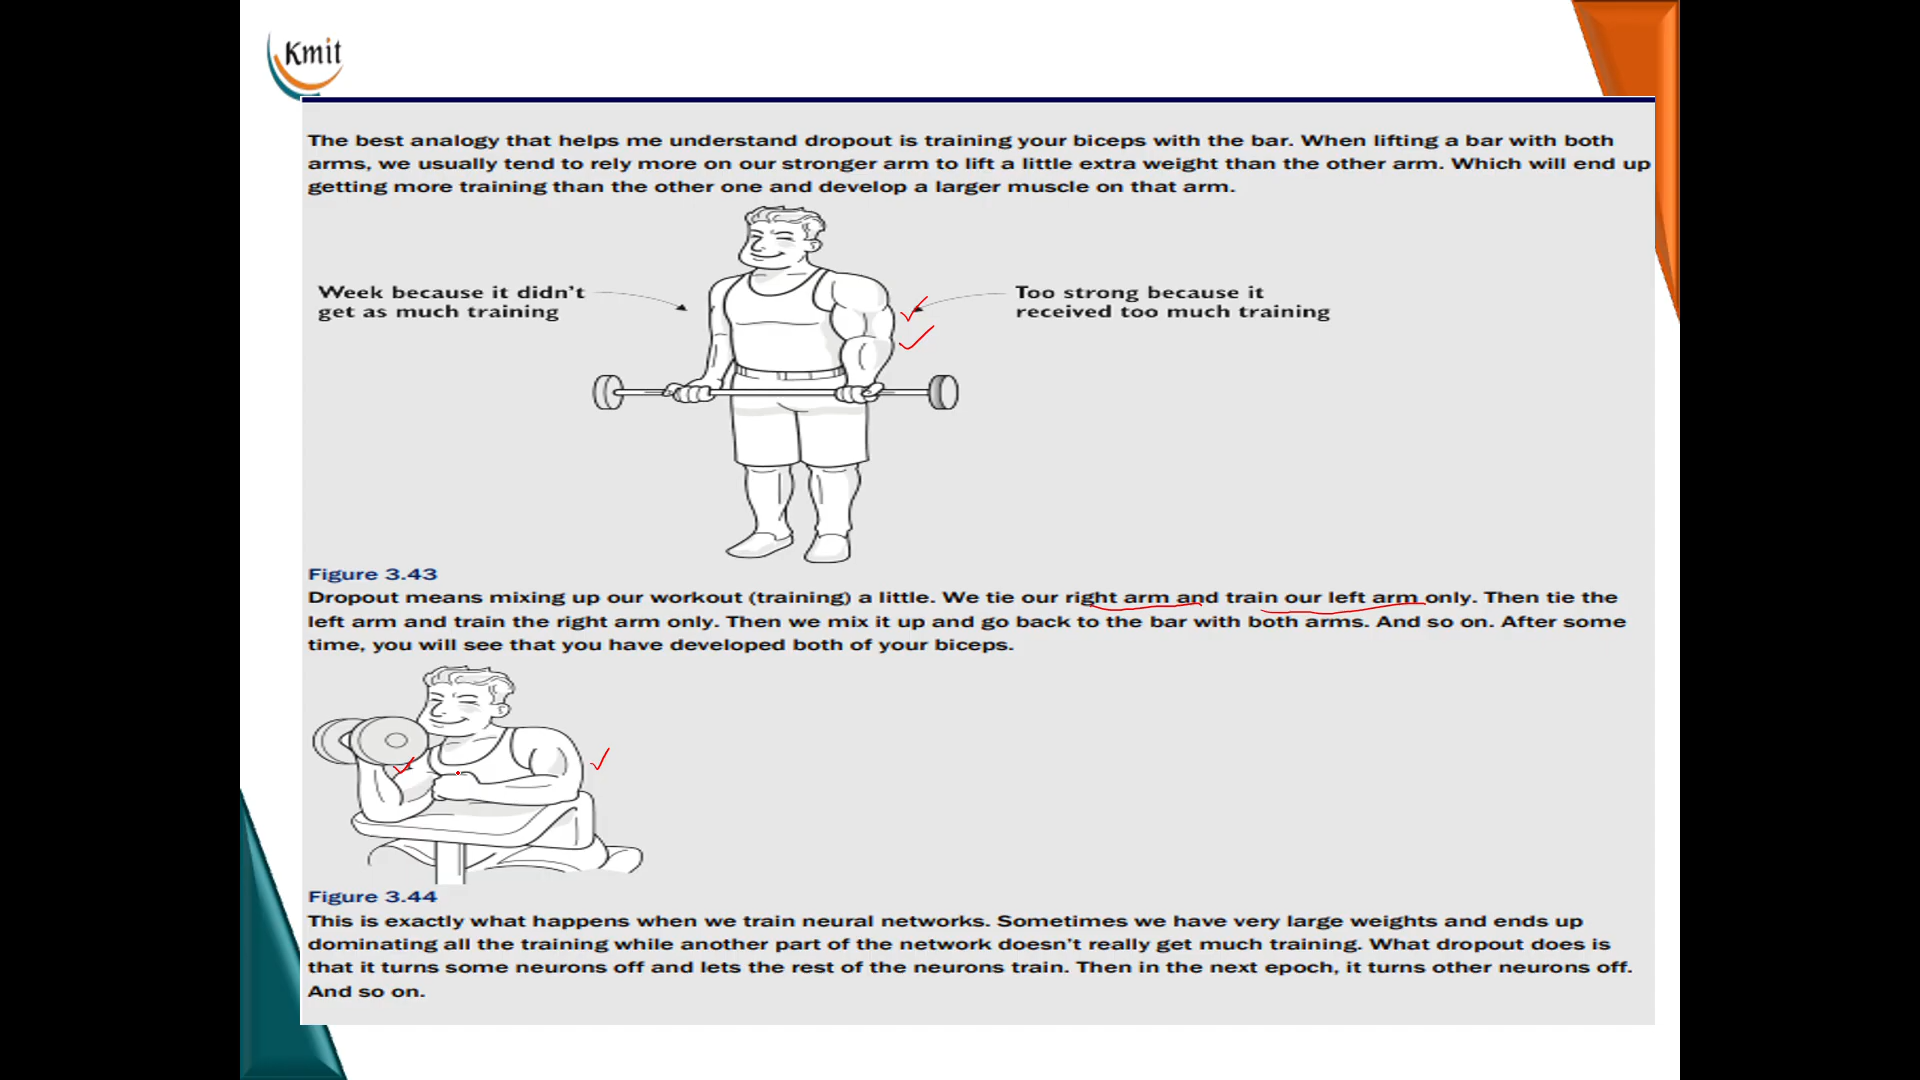 Kmit
The best analogy that helps me understand dropout is training your biceps with the bar. When lifting a bar with both
arms, we usually tend to rely more on our stronger arm to lift a little extra weight than the other arm. Which will end up
getting more training than the other one and develop a larger muscle on that arm.
Week because it didn't
get as much training
Too strong because it
received too much training
Figure 3.43
Dropout means mixing up our workout (training) a little. We tie our right arm and train our left arm only. Then tie the
left arm and train the right arm only. Then we mix it up and go back to the bar with both arms. And so on. After some
time, you will see that you have developed both of your biceps.
Figure 3.44
This is exactly what happens when we train neural networks. Sometimes we have very large weights and ends up
dominating all the training while another part of the network doesn't really get much training. What dropout does is
that it turns some neurons off and lets the rest of the neurons train. Then in the next epoch, it turns other neurons off.
And so on.